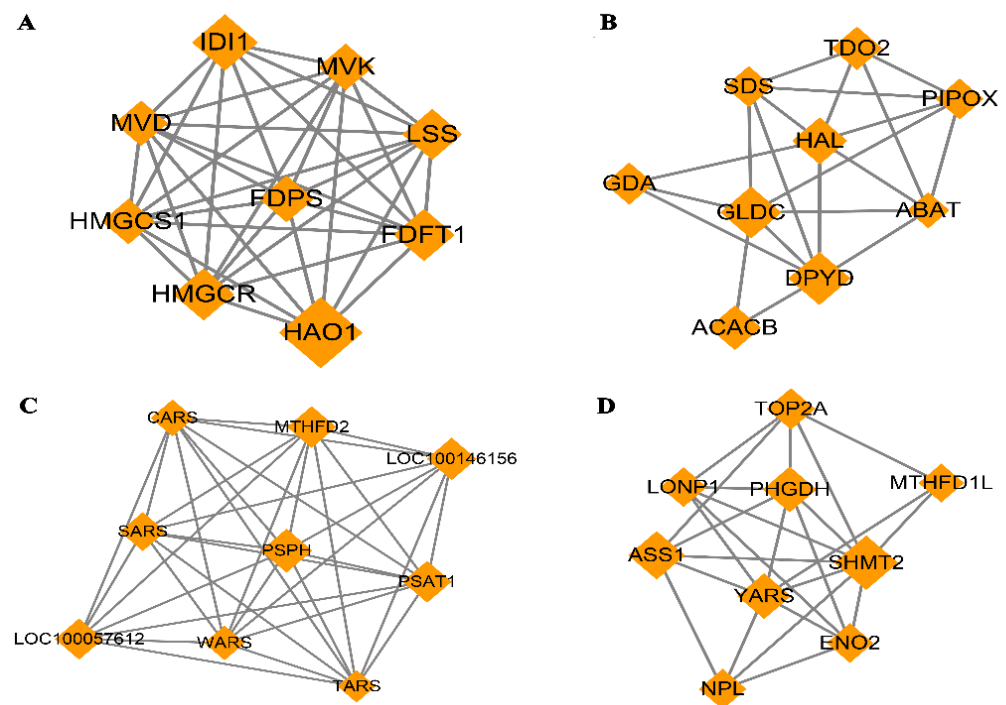 A
IDI1
MVK
MVD
LSS
FDPS
HMGCS1
FDFT1
HMGCR
HAO1
B
TDO2
SDS
PIPOX
HAL
GDA
GLDC
ABAT
DPYD
ACACB
C
CARS
MTHFD2
LOC100146156
SARS
PSPH
PSAT1
LOC100057612
WARS
TARS
D
TOP2A
LONP1
PHGDH
MTHFD1L
ASS1
SHMT2
YARS
ENO2
NPL